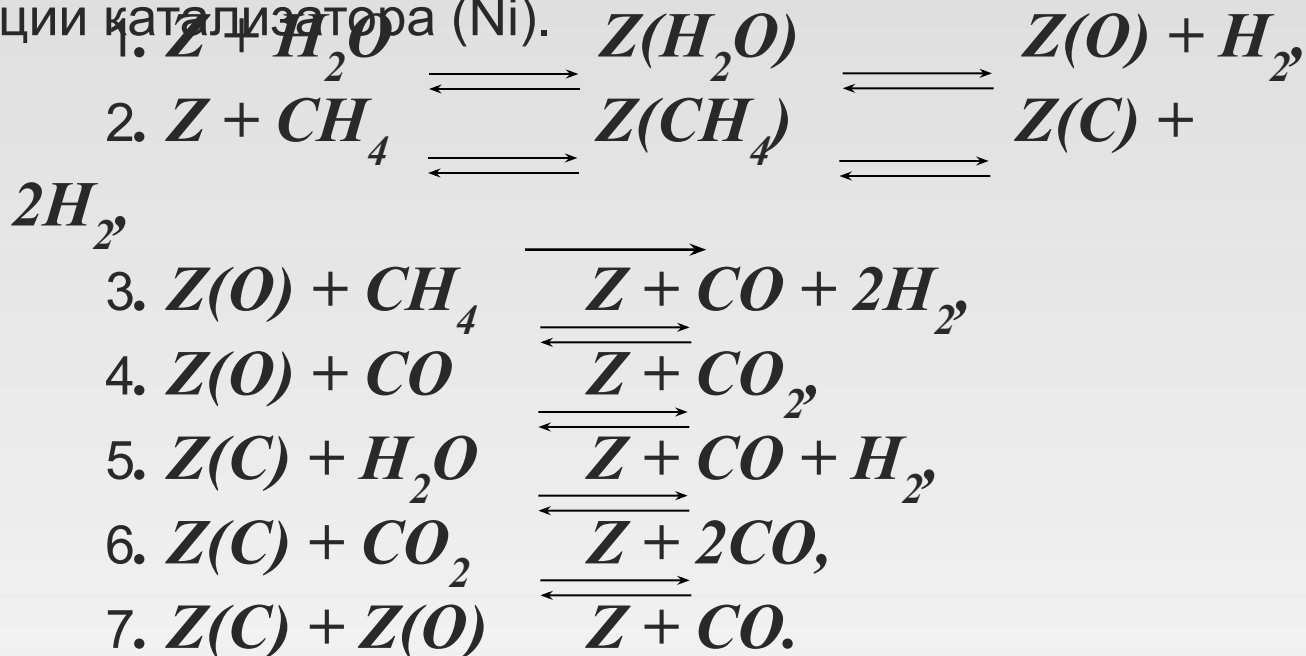 ции катализатора (Ni).
1. Z + H₂O ⇄ Z(H₂O) ⇄ Z(O) + H₂,
2. Z + CH₄ ⇄ Z(CH₄) ⇄ Z(C) +
2H₂,
3. Z(O) + CH₄ → Z + CO + 2H₂,
4. Z(O) + CO ⇄ Z + CO₂,
5. Z(C) + H₂O ⇄ Z + CO + H₂,
6. Z(C) + CO₂ ⇄ Z + 2CO,
7. Z(C) + Z(O) ⇄ Z + CO.